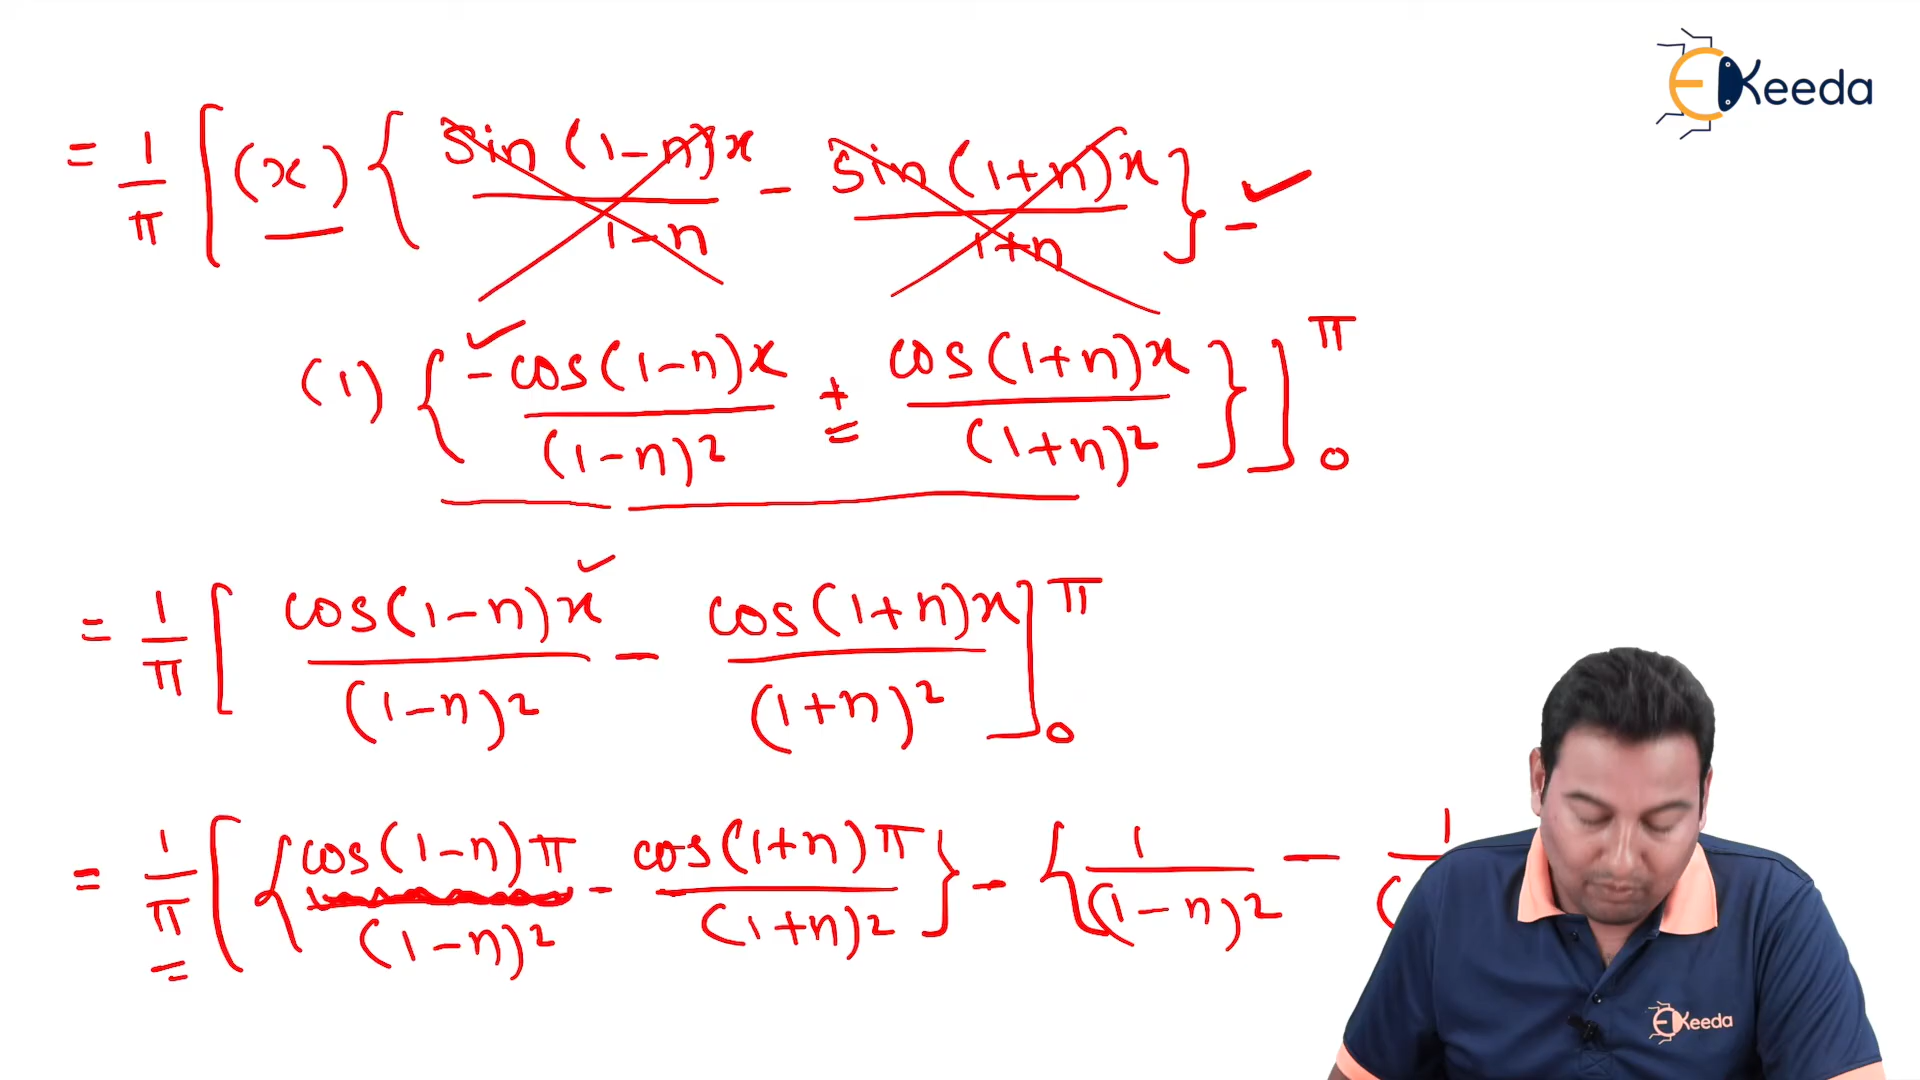 EKeeda
= 1/π [ (x) { sin (1-n)x / 1-n - sin (1+n)x / 1+n } -
(1) { - cos(1-n)x / (1-n)² + cos(1+n)x / (1+n)² } ]₀^π
= 1/π [ cos(1-n)x / (1-n)² - cos(1+n)x / (1+n)² ]₀^π
= 1/π [ { cos(1-n)π / (1-n)² - cos(1+n)π / (1+n)² } - { 1 / (1-n)² - 1 / (
EKeeda